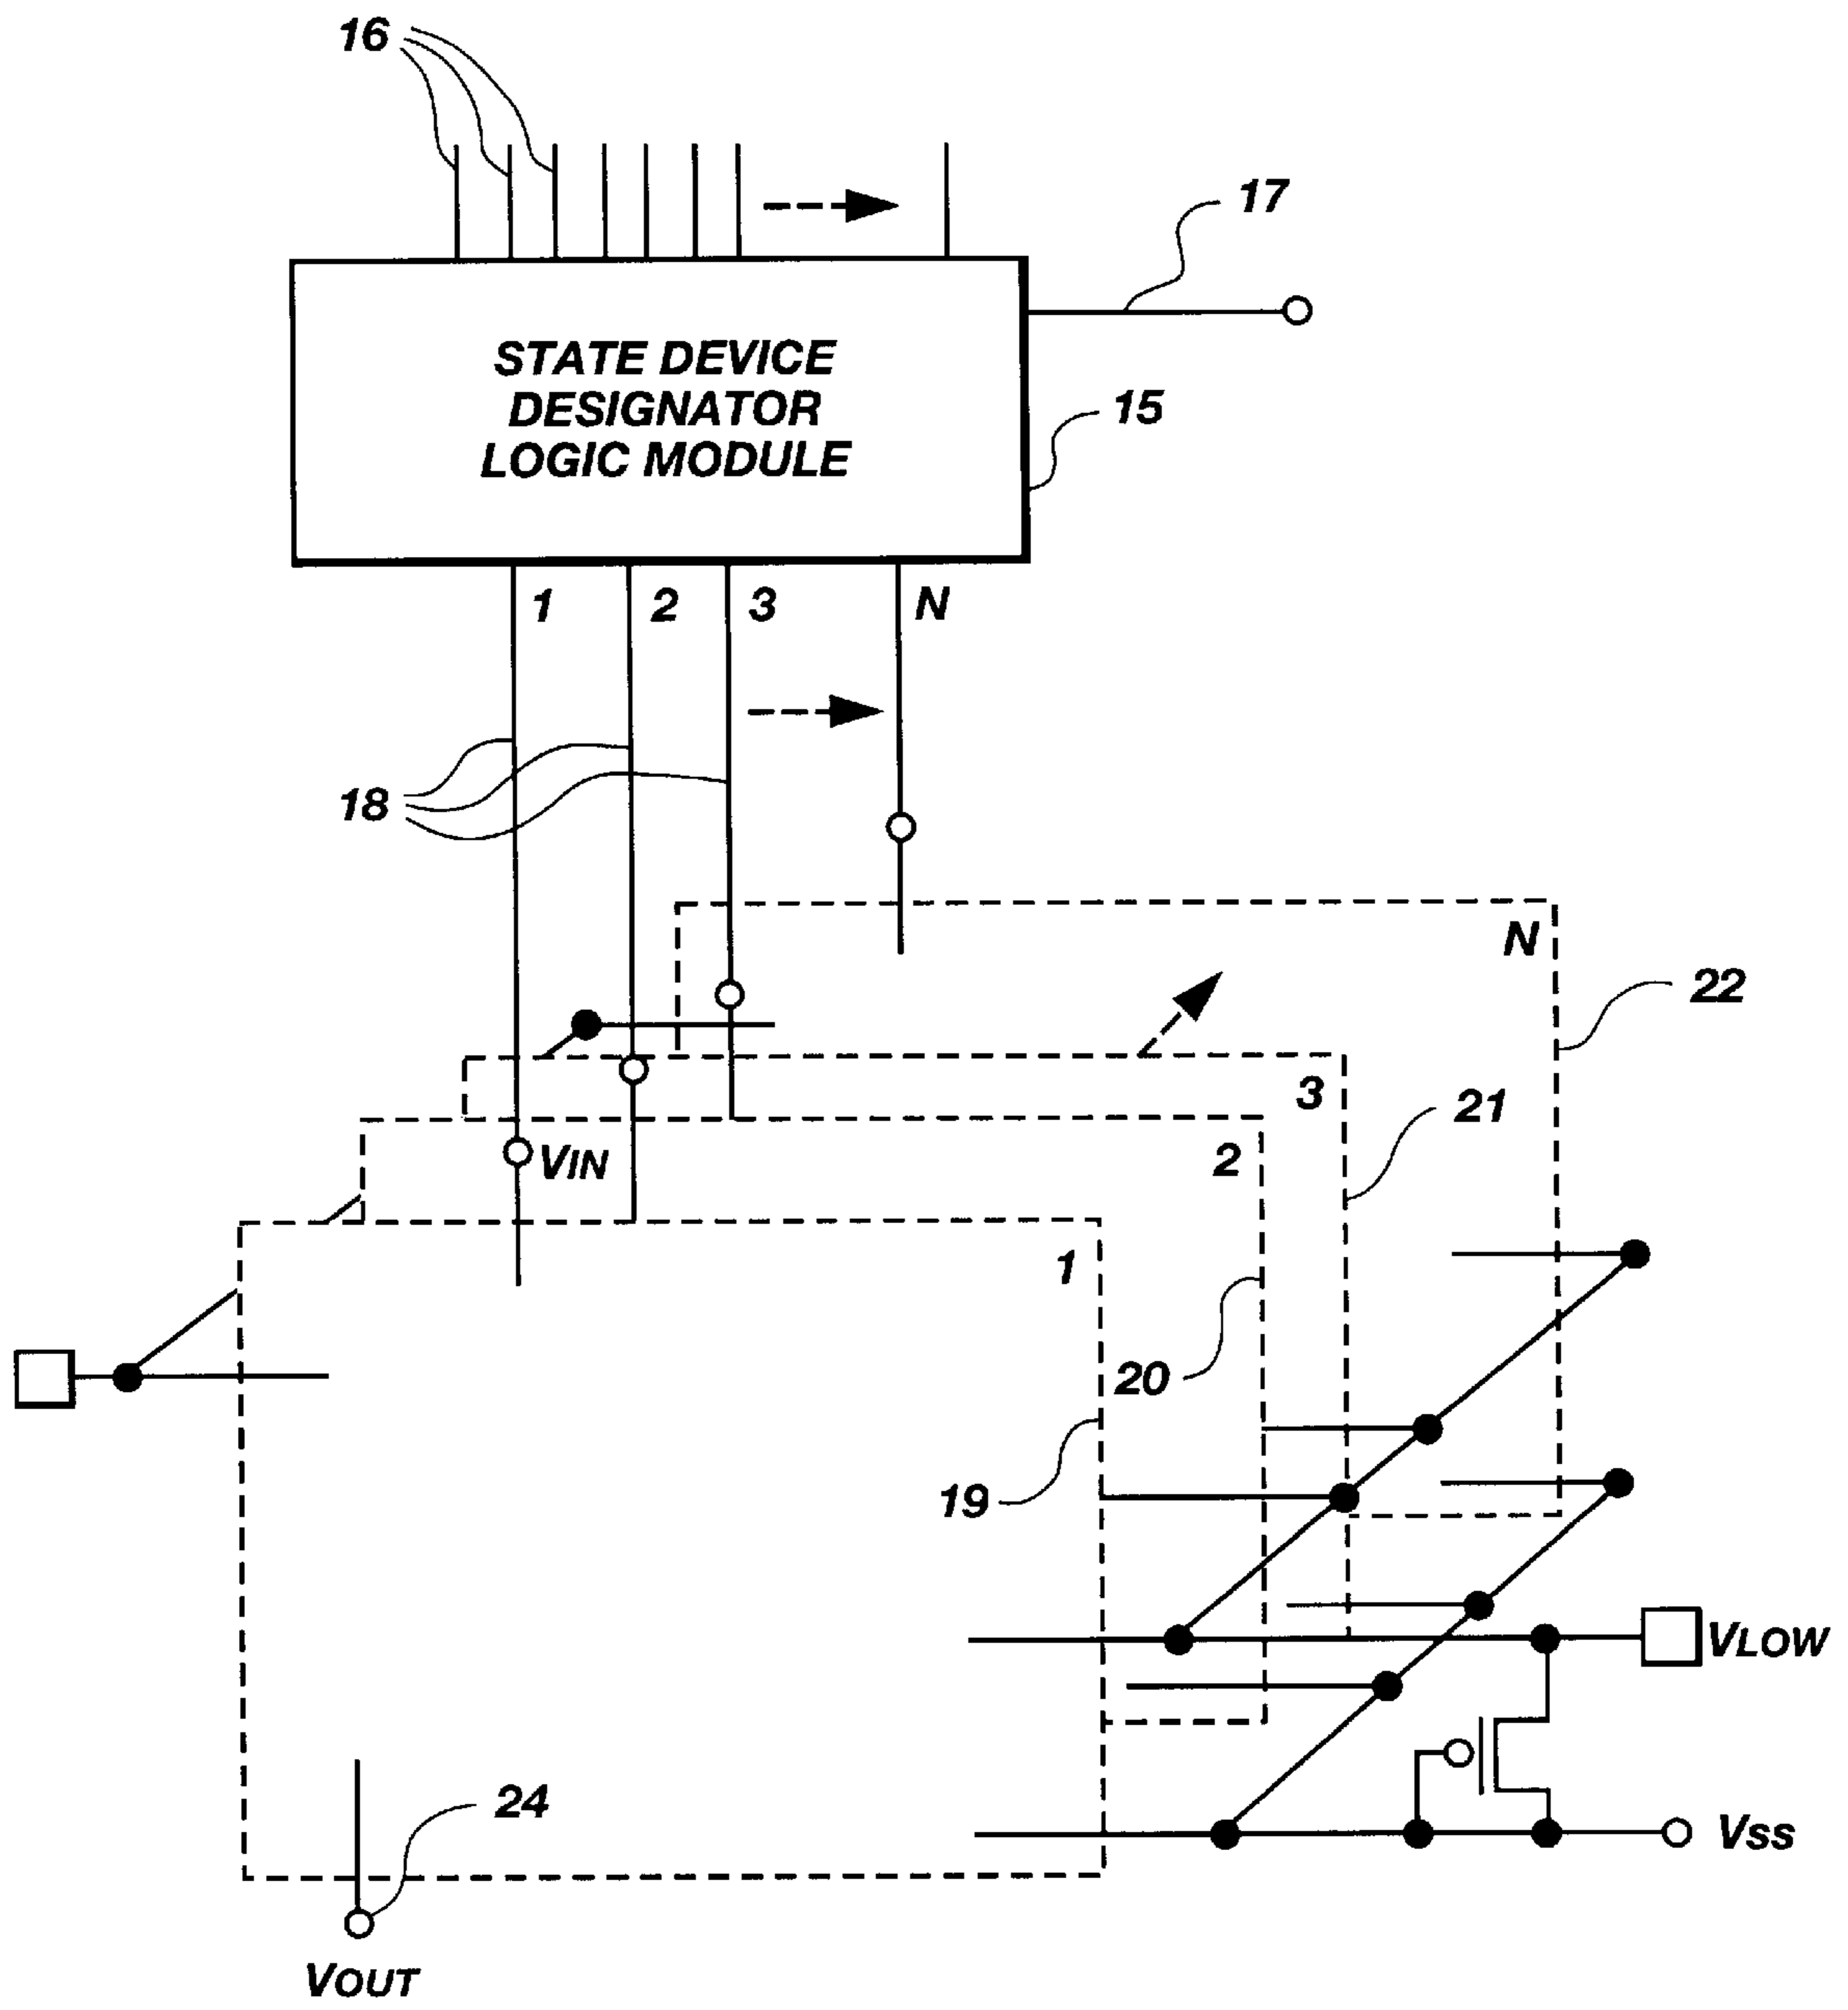 16
17
STATE DEVICE
DESIGNATOR
LOGIC MODULE
15
1 2 3 N
18
N
22
3
21
2
VIN
1
20
19
VLOW
24
VSS
VOUT